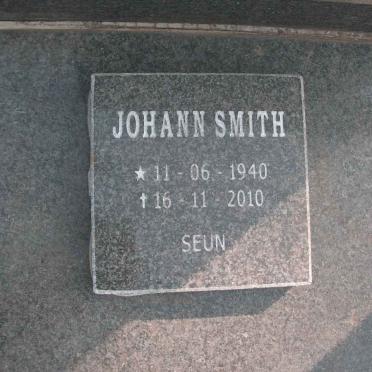 JOHANN SMITH
★ 11 - 06 - 1940
✝ 16 - 11 - 2010
SEUN